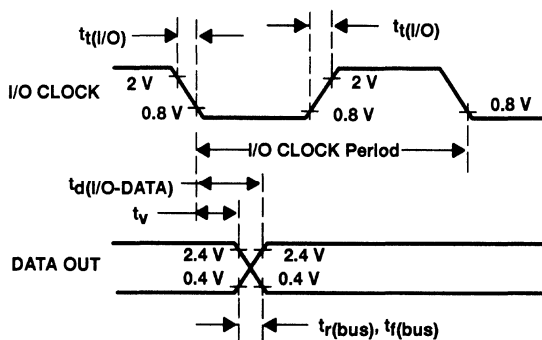 tt(I/O)
tt(I/O)
2 V
2 V
I/O CLOCK
0.8 V
0.8 V
0.8 V
I/O CLOCK Period
td(I/O-DATA)
tv
2.4 V
2.4 V
DATA OUT
0.4 V
0.4 V
tr(bus), tf(bus)